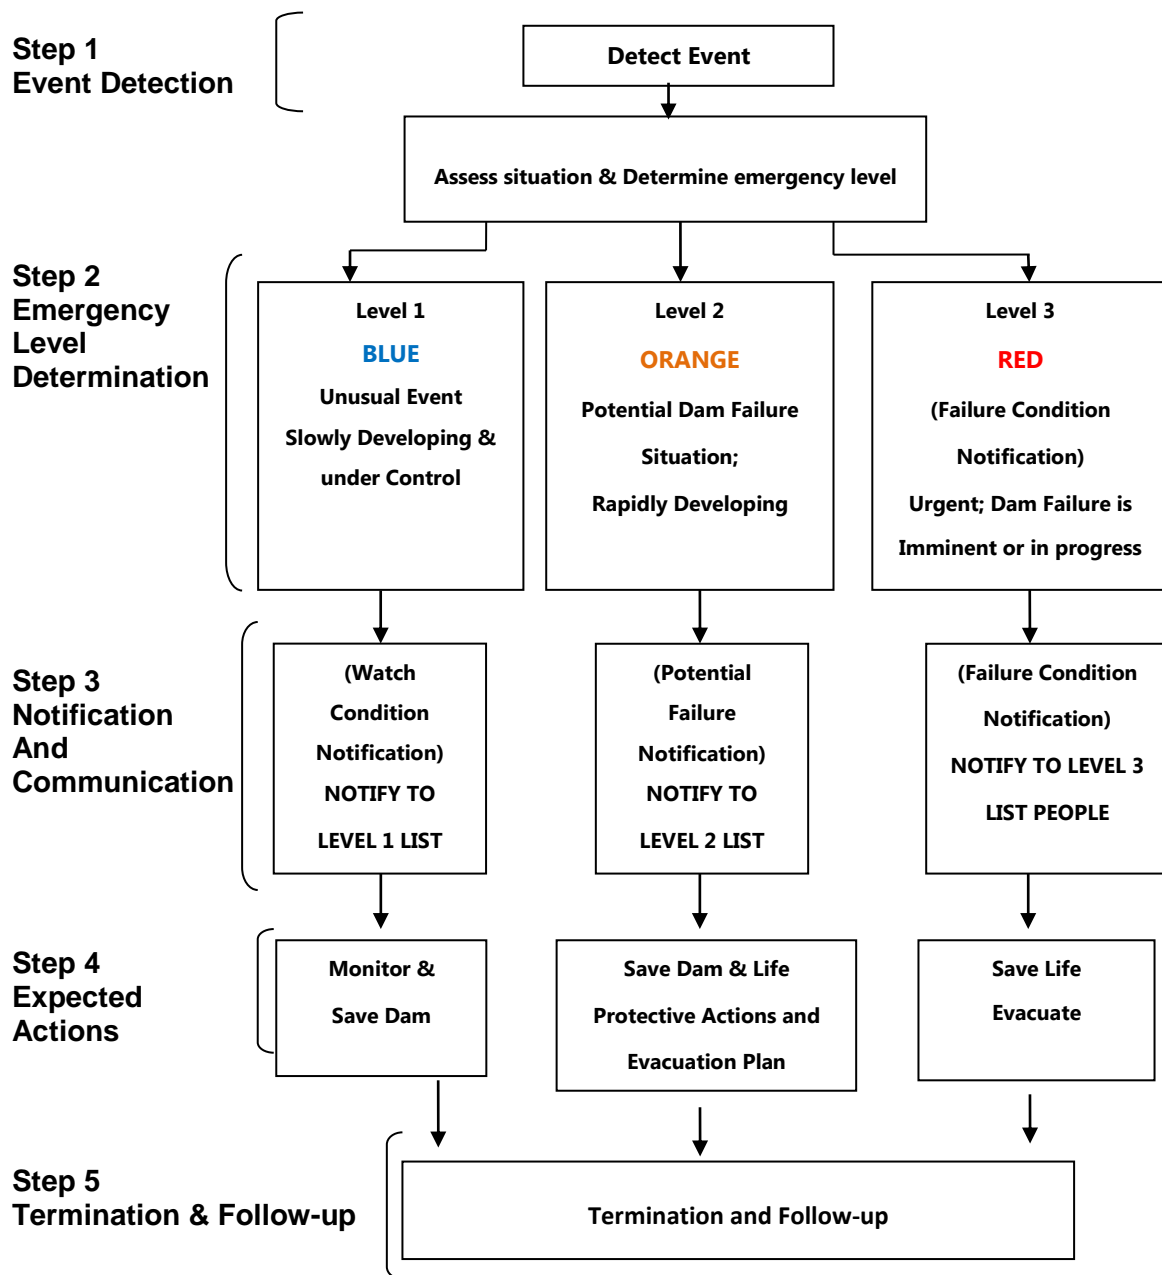 Step 1
Event Detection
Detect Event
Assess situation & Determine emergency level
Step 2
Emergency
Level
Determination
Level 1
BLUE
Unusual Event
Slowly Developing &
under Control
Level 2
ORANGE
Potential Dam Failure
Situation;
Rapidly Developing
Level 3
RED
(Failure Condition
Notification)
Urgent; Dam Failure is
Imminent or in progress
Step 3
Notification
And
Communication
(Watch
Condition
Notification)
NOTIFY TO
LEVEL 1 LIST
(Potential
Failure
Notification)
NOTIFY TO
LEVEL 2 LIST
(Failure Condition
Notification)
NOTIFY TO LEVEL 3
LIST PEOPLE
Step 4
Expected
Actions
Monitor &
Save Dam
Save Dam & Life
Protective Actions and
Evacuation Plan
Save Life
Evacuate
Step 5
Termination & Follow-up
Termination and Follow-up